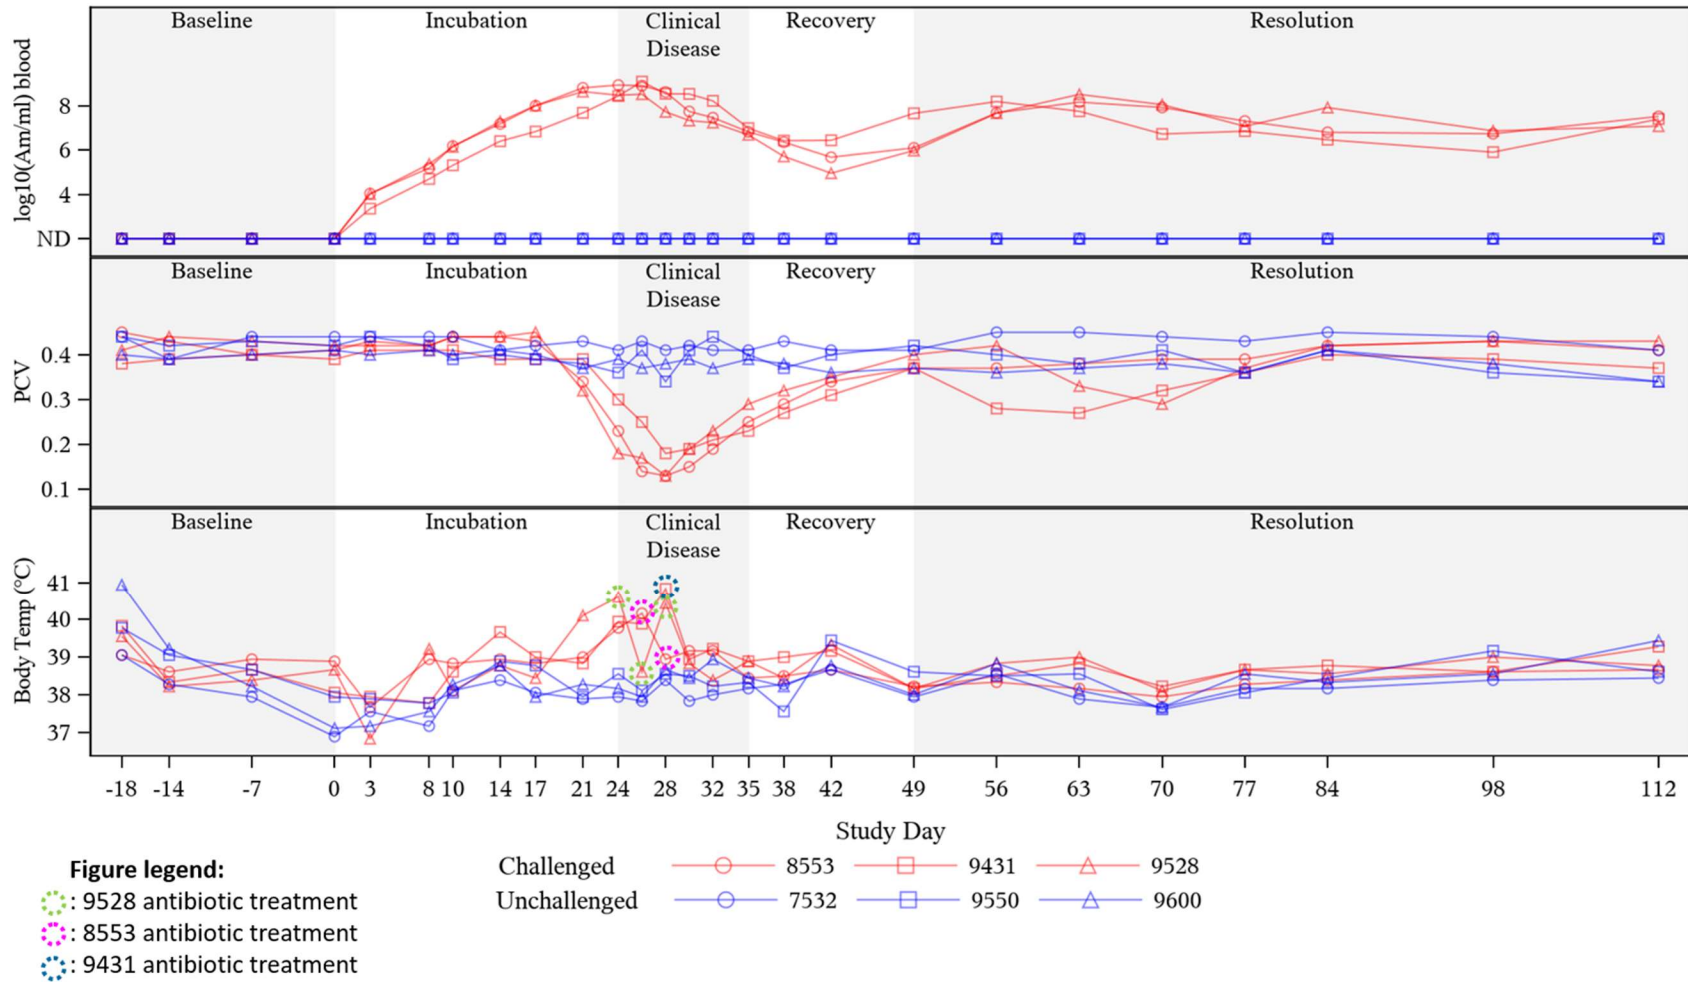 Baseline Incubation Clinical Disease Recovery Resolution
log10(Am/ml) blood
8
6
4
ND
Baseline Incubation Clinical Disease Recovery Resolution
PCV
0.4
0.3
0.2
0.1
Baseline Incubation Clinical Disease Recovery Resolution
Body Temp (°C)
41
40
39
38
37
-18 -14 -7 0 3 8 10 14 17 21 24 28 32 35 38 42 49 56 63 70 77 84 98 112
Study Day
Figure legend:
: 9528 antibiotic treatment
: 8553 antibiotic treatment
: 9431 antibiotic treatment
Challenged 8553 9431 9528
Unchallenged 7532 9550 9600